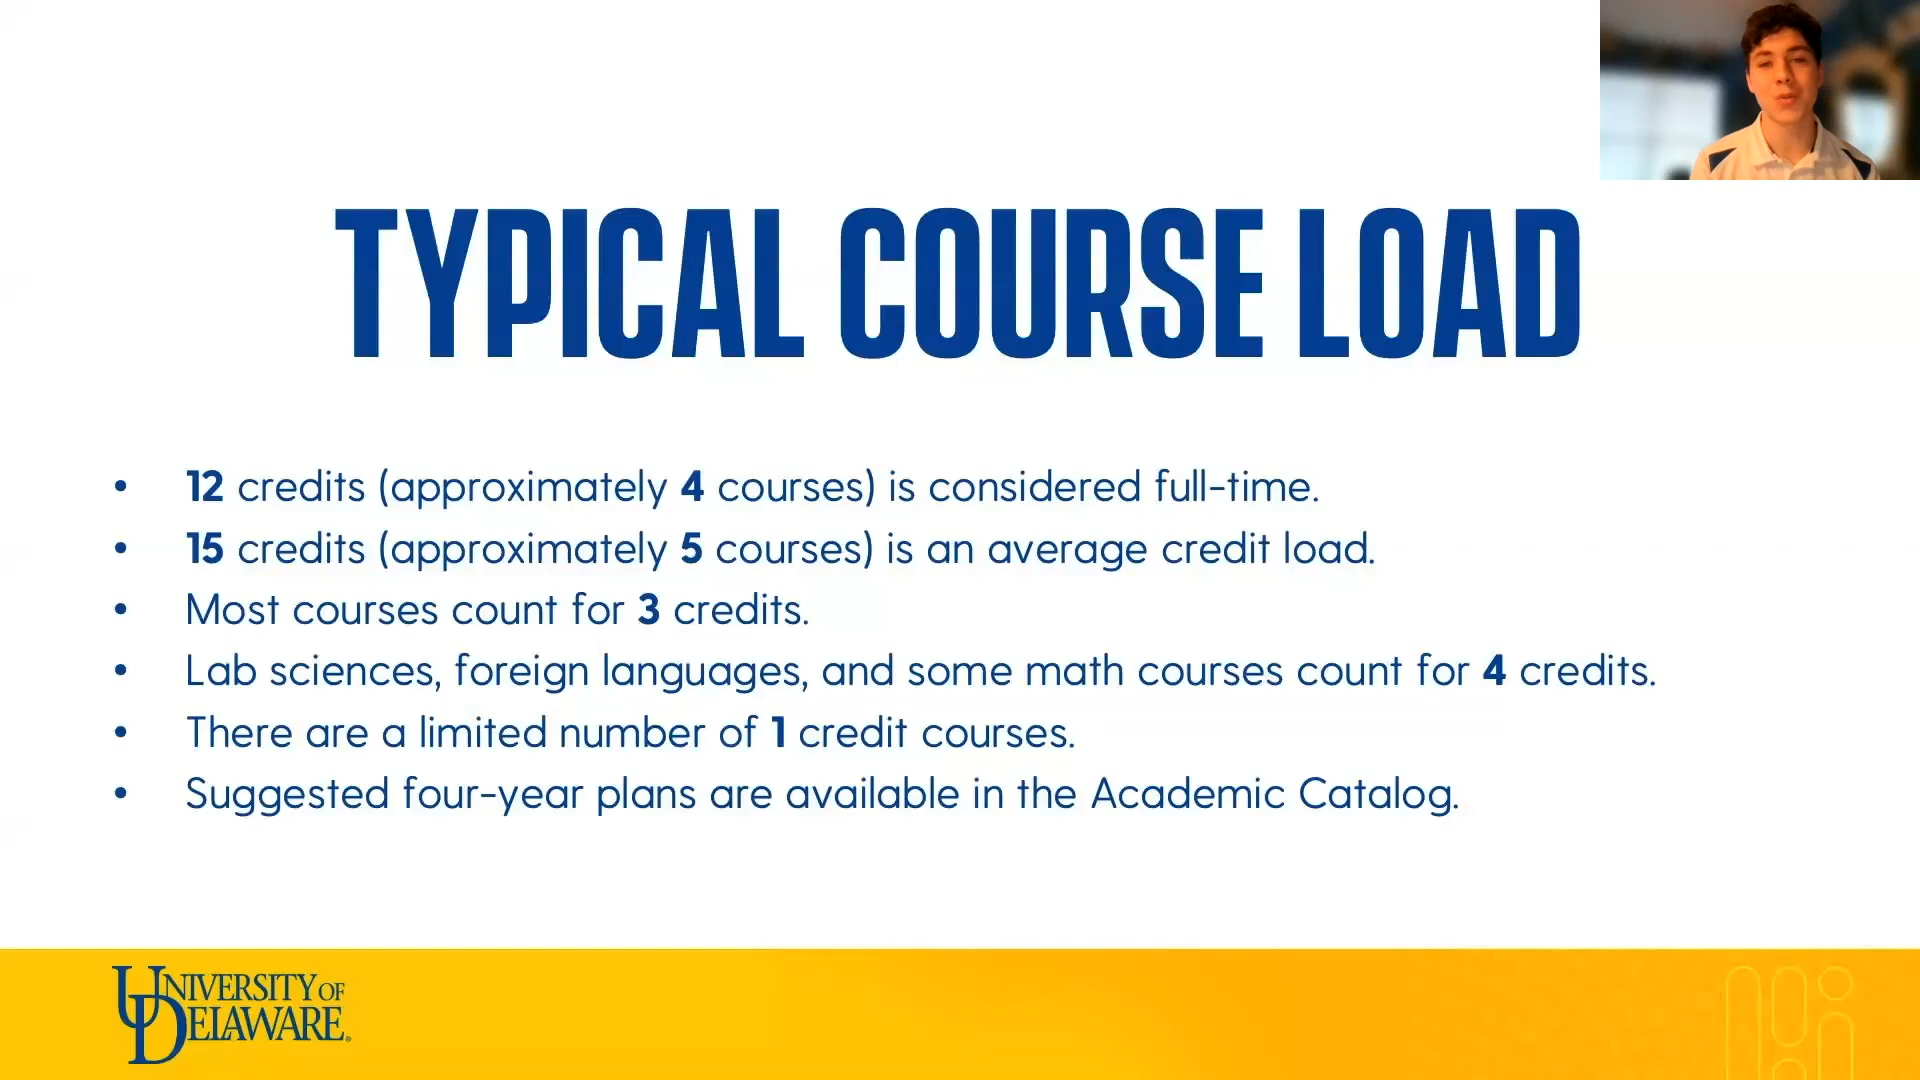 TYPICAL COURSE LOAD
• 12 credits (approximately 4 courses) is considered full-time.
• 15 credits (approximately 5 courses) is an average credit load.
• Most courses count for 3 credits.
• Lab sciences, foreign languages, and some math courses count for 4 credits.
• There are a limited number of 1 credit courses.
• Suggested four-year plans are available in the Academic Catalog.
UNIVERSITY OF
DELAWARE®